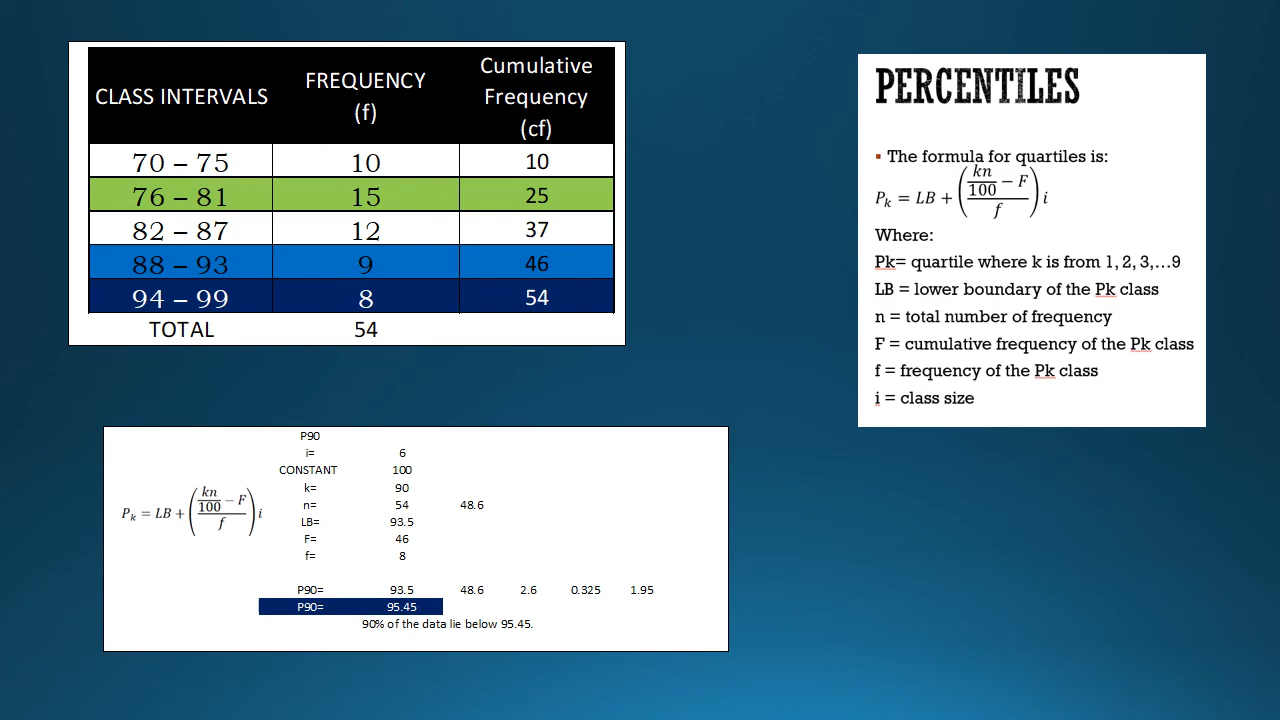 CLASS INTERVALS FREQUENCY (f) Cumulative Frequency (cf)
70 – 75 10 10
76 – 81 15 25
82 – 87 12 37
88 – 93 9 46
94 – 99 8 54
TOTAL 54
PERCENTILES
▪ The formula for quartiles is:
Pₖ = LB + ((kn/100 − F)/f) i
Where:
Pk= quartile where k is from 1, 2, 3,…9
LB = lower boundary of the Pk class
n = total number of frequency
F = cumulative frequency of the Pk class
f = frequency of the Pk class
i = class size
Pₖ = LB + ((kn/100 − F)/f) i
P90
i= 6
CONSTANT 100
k= 90
n= 54 48.6
LB= 93.5
F= 46
f= 8
P90= 93.5 48.6 2.6 0.325 1.95
P90= 95.45
90% of the data lie below 95.45.